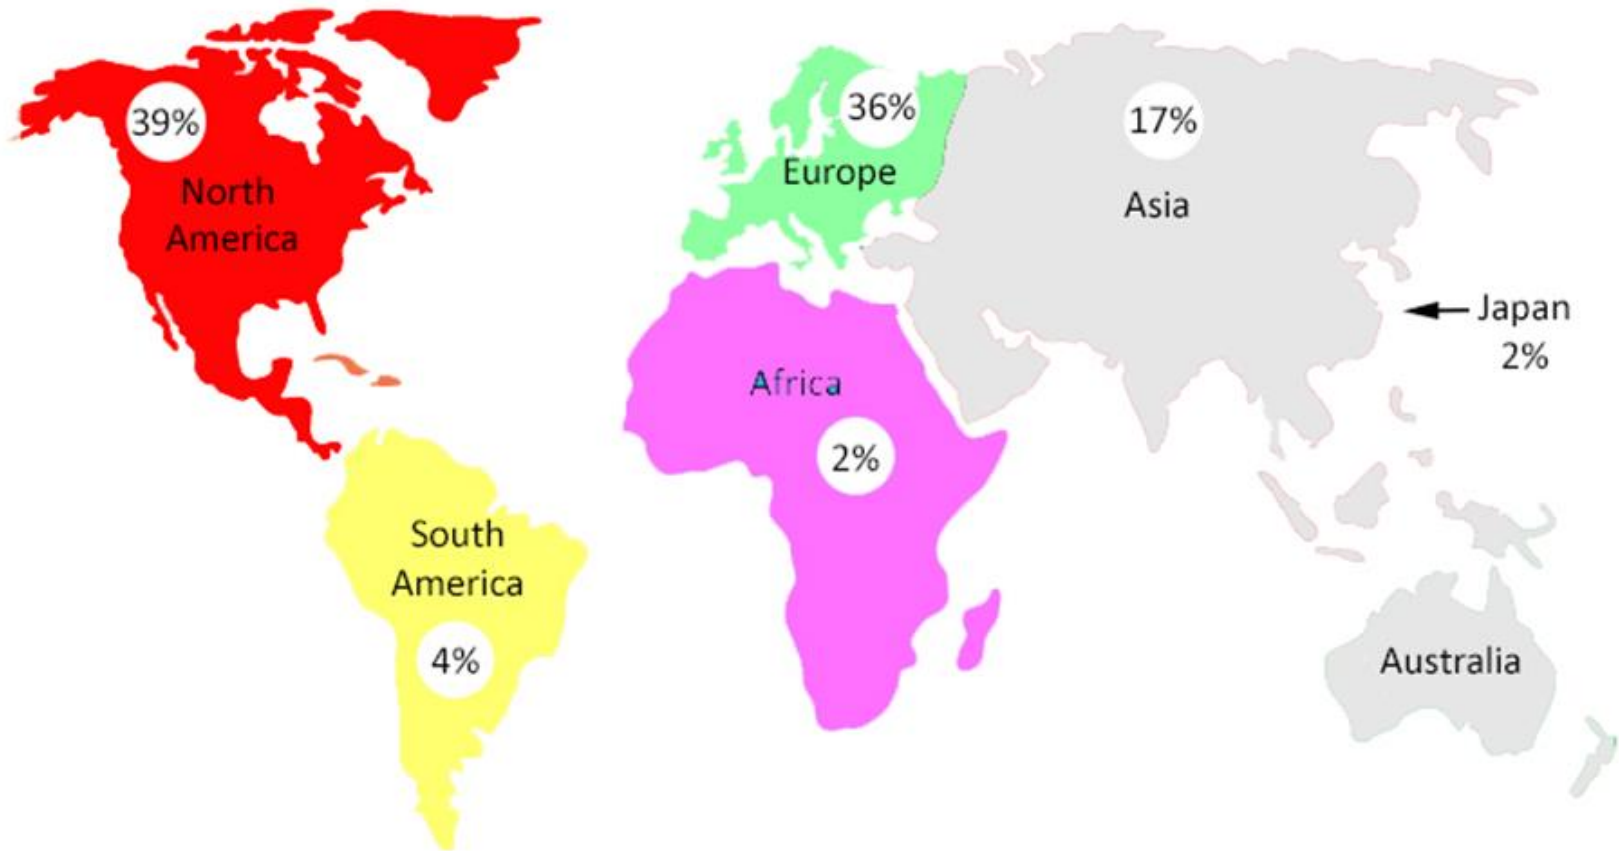 39%
North
America
36%
Europe
17%
Asia
Japan
2%
Africa
2%
South
America
4%
Australia